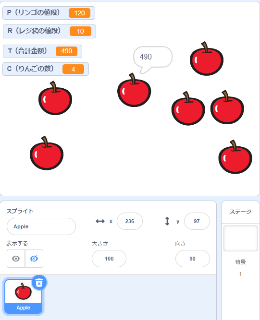 P（リンゴの値段） 120
R（レジ袋の値段） 10
T（合計金額） 490
C（りんごの数） 4
490
スプライト
Apple
x 236
y 97
表示する
大きさ
向き
100
90
ステージ
背景
1
Apple